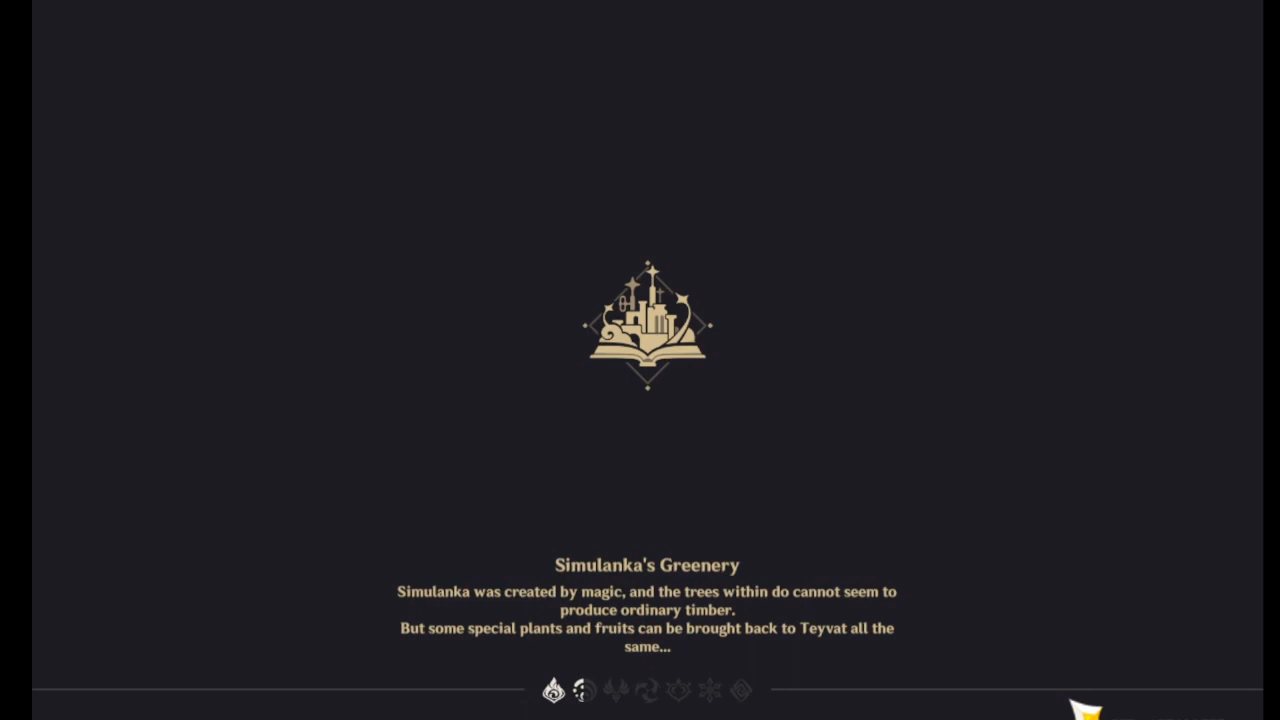 Simulanka's Greenery
Simulanka was created by magic, and the trees within do cannot seem to
produce ordinary timber.
But some special plants and fruits can be brought back to Teyvat all the
same...